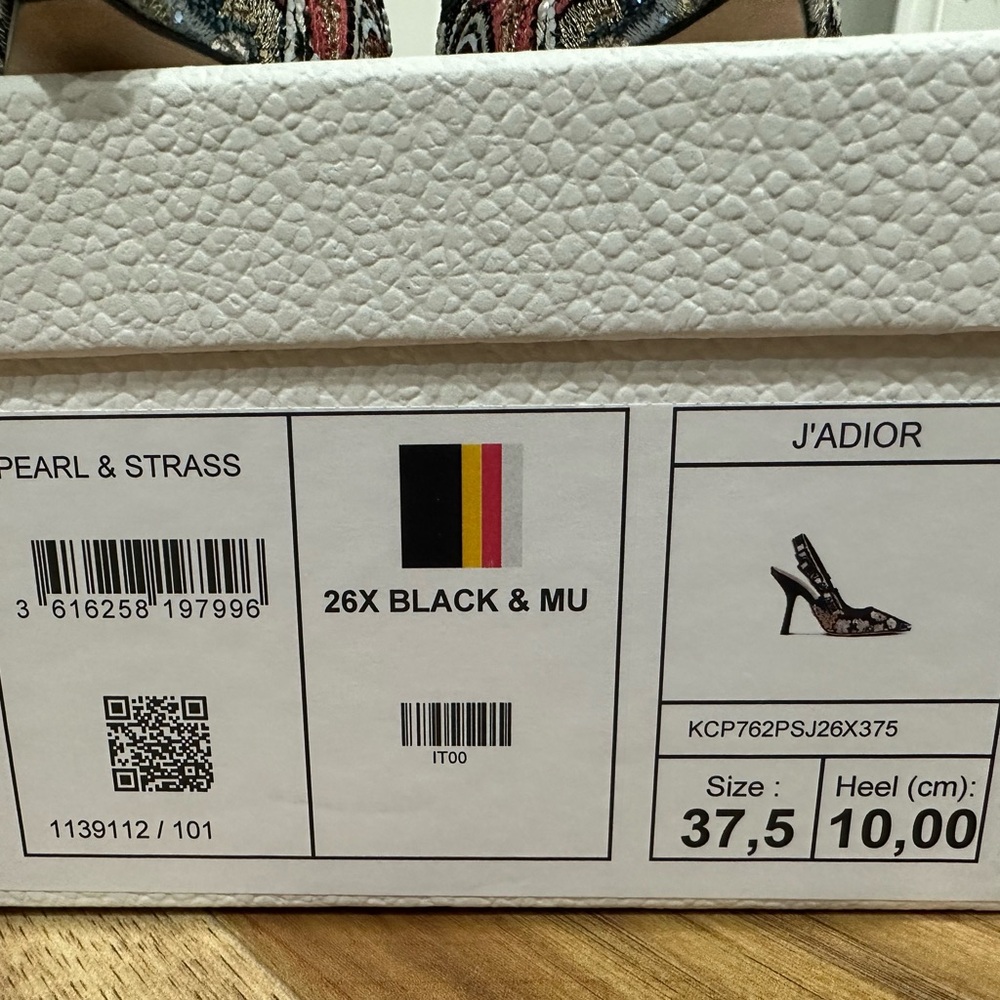 PEARL & STRASS
3 616258 197996
1139112 / 101
26X BLACK & MU
IT00
J'ADIOR
KCP762PSJ26X375
Size :
37,5
Heel (cm):
10,00